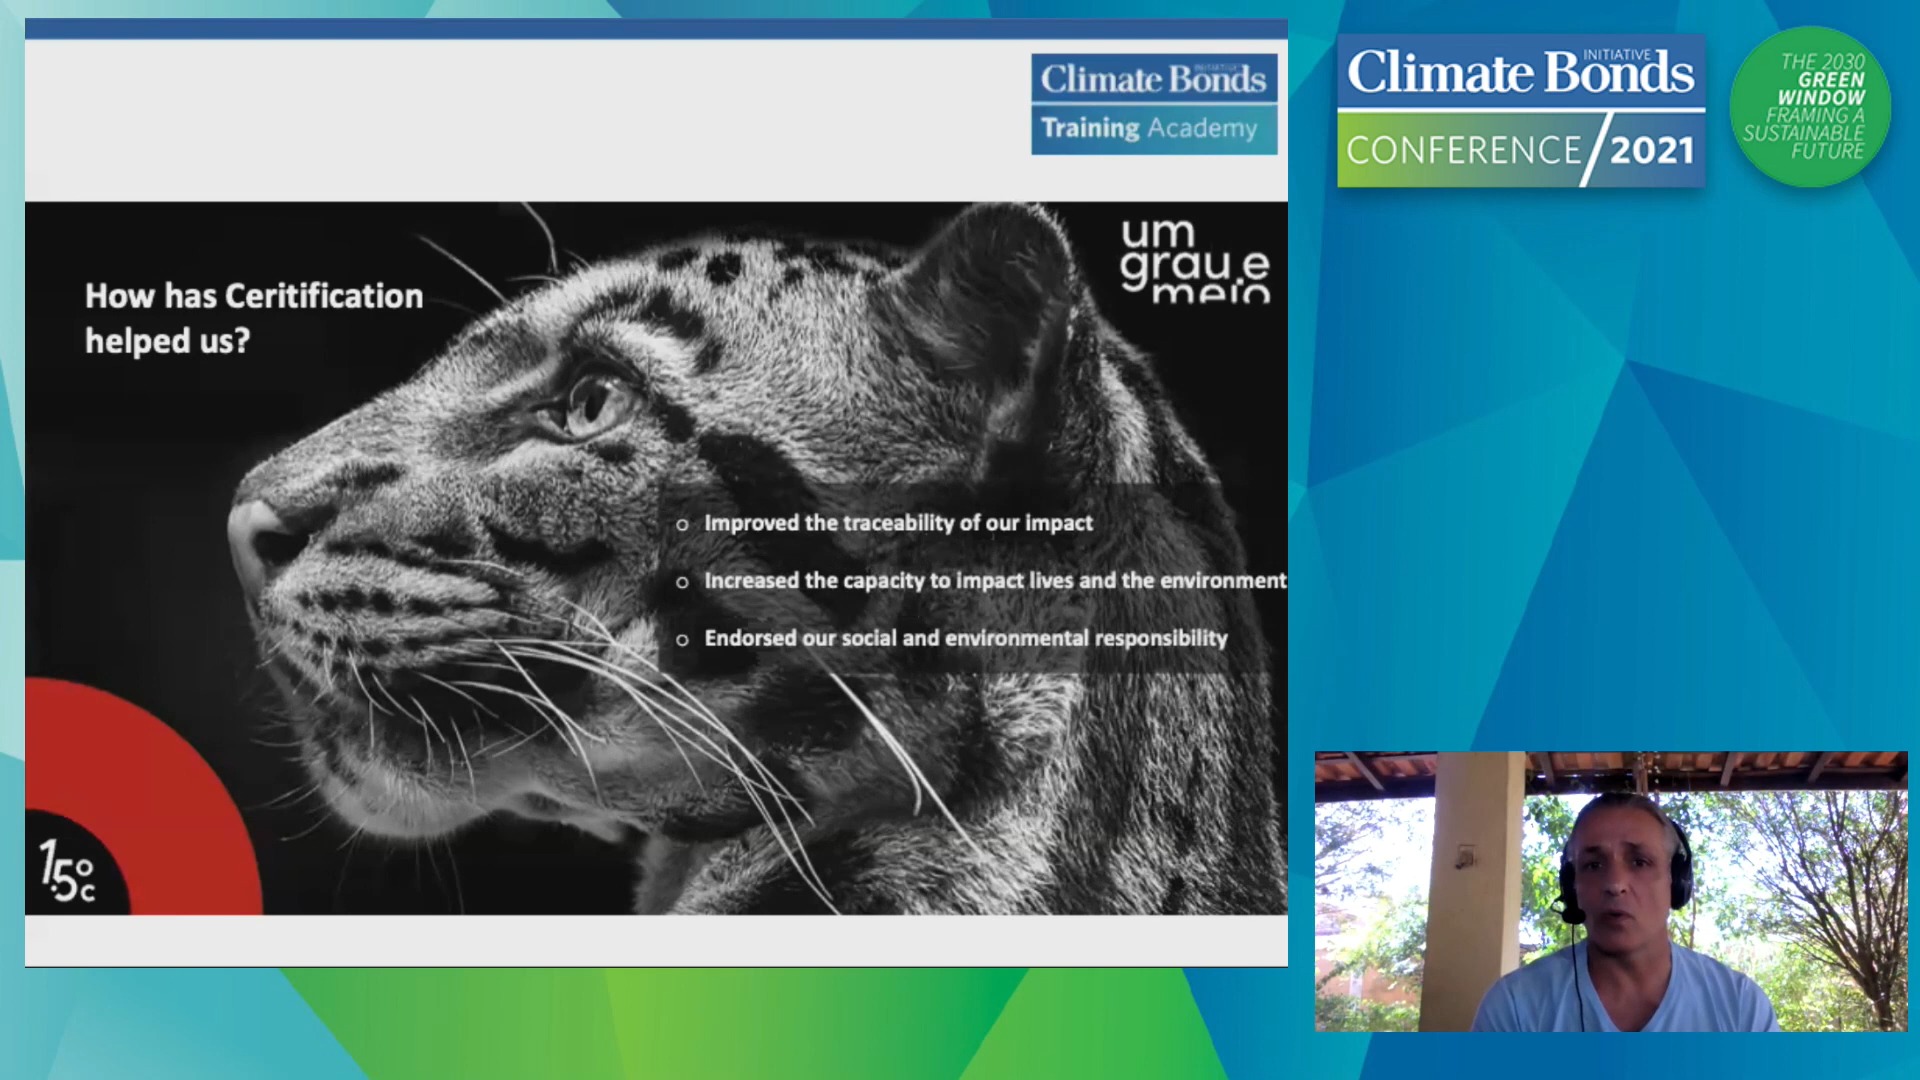 Climate Bonds
INITIATIVE
Training Academy
How has Ceritification
helped us?
um
grau.e
meio
Improved the traceability of our impact
Increased the capacity to impact lives and the environment
Endorsed our social and environmental responsibility
1.5°c
Climate Bonds
INITIATIVE
CONFERENCE/2021
THE 2030
GREEN
WINDOW
FRAMING A
SUSTAINABLE
FUTURE